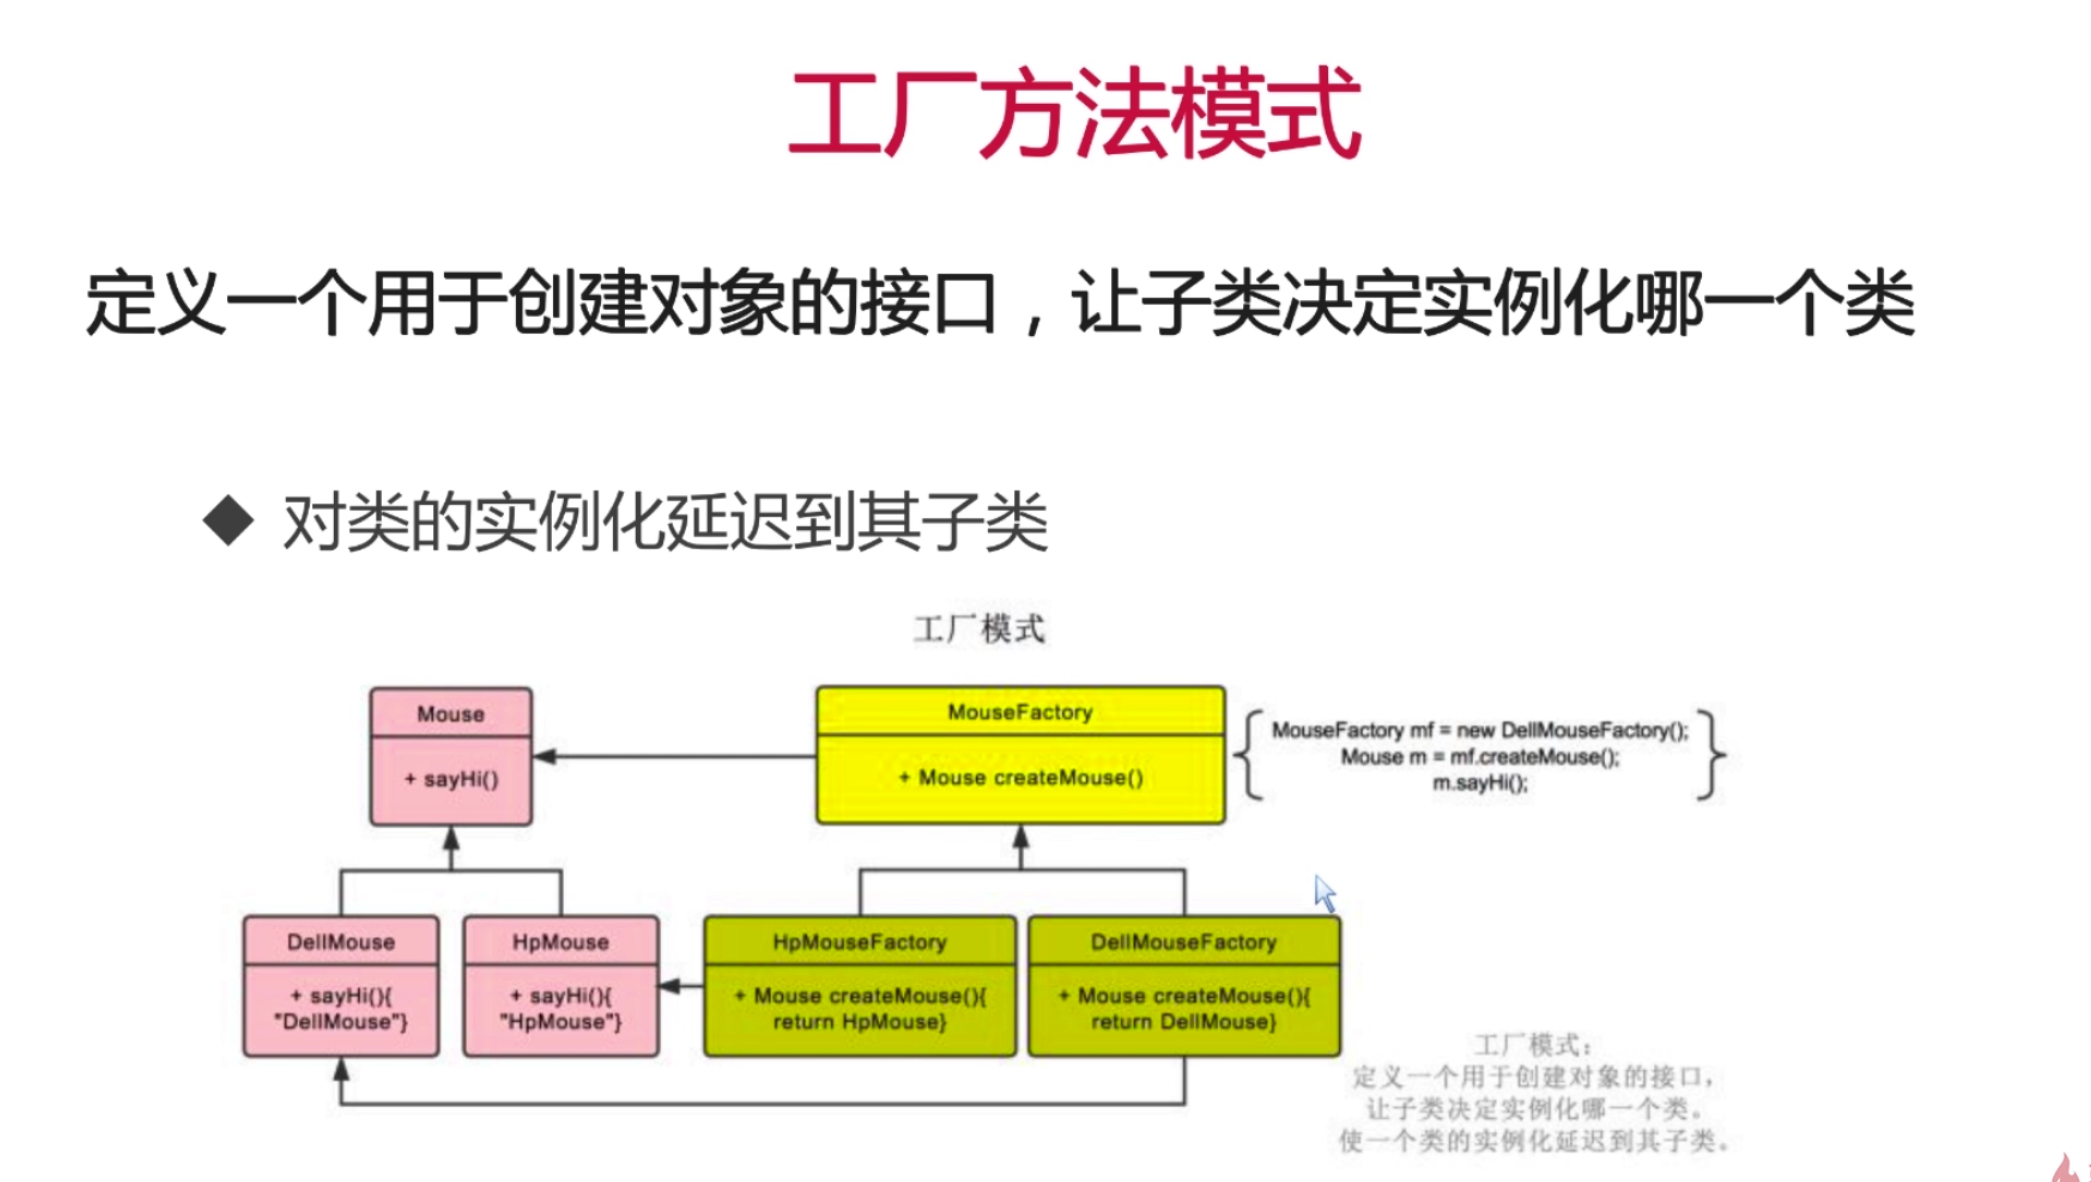 工厂方法模式
定义一个用于创建对象的接口，让子类决定实例化哪一个类
◆ 对类的实例化延迟到其子类
工厂模式
Mouse
+ sayHi()
MouseFactory
+ Mouse createMouse()
MouseFactory mf = new DellMouseFactory();
Mouse m = mf.createMouse();
m.sayHi();
DellMouse
+ sayHi(){
"DellMouse"}
HpMouse
+ sayHi(){
"HpMouse"}
HpMouseFactory
+ Mouse createMouse(){
return HpMouse}
DellMouseFactory
+ Mouse createMouse(){
return DellMouse}
工厂模式：
定义一个用于创建对象的接口，
让子类决定实例化哪一个类。
使一个类的实例化延迟到其子类。